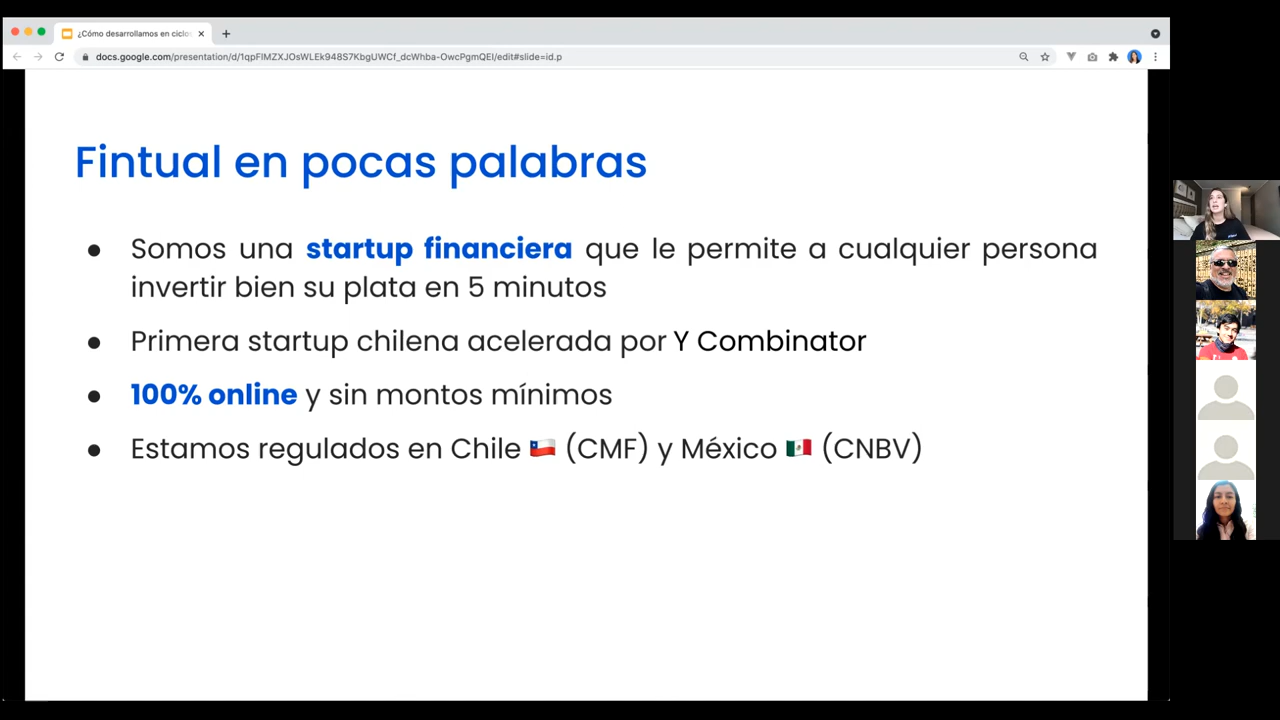 ¿Cómo desarrollamos en ciclo
docs.google.com/presentation/d/1qpFIMZXJOsWLEk948S7KbgUWCf_dcWhba-OwcPgmQEI/edit#slide=id.p
Fintual en pocas palabras
● Somos una startup financiera que le permite a cualquier persona
invertir bien su plata en 5 minutos
● Primera startup chilena acelerada por Y Combinator
● 100% online y sin montos mínimos
● Estamos regulados en Chile 🇨🇱 (CMF) y México 🇲🇽 (CNBV)